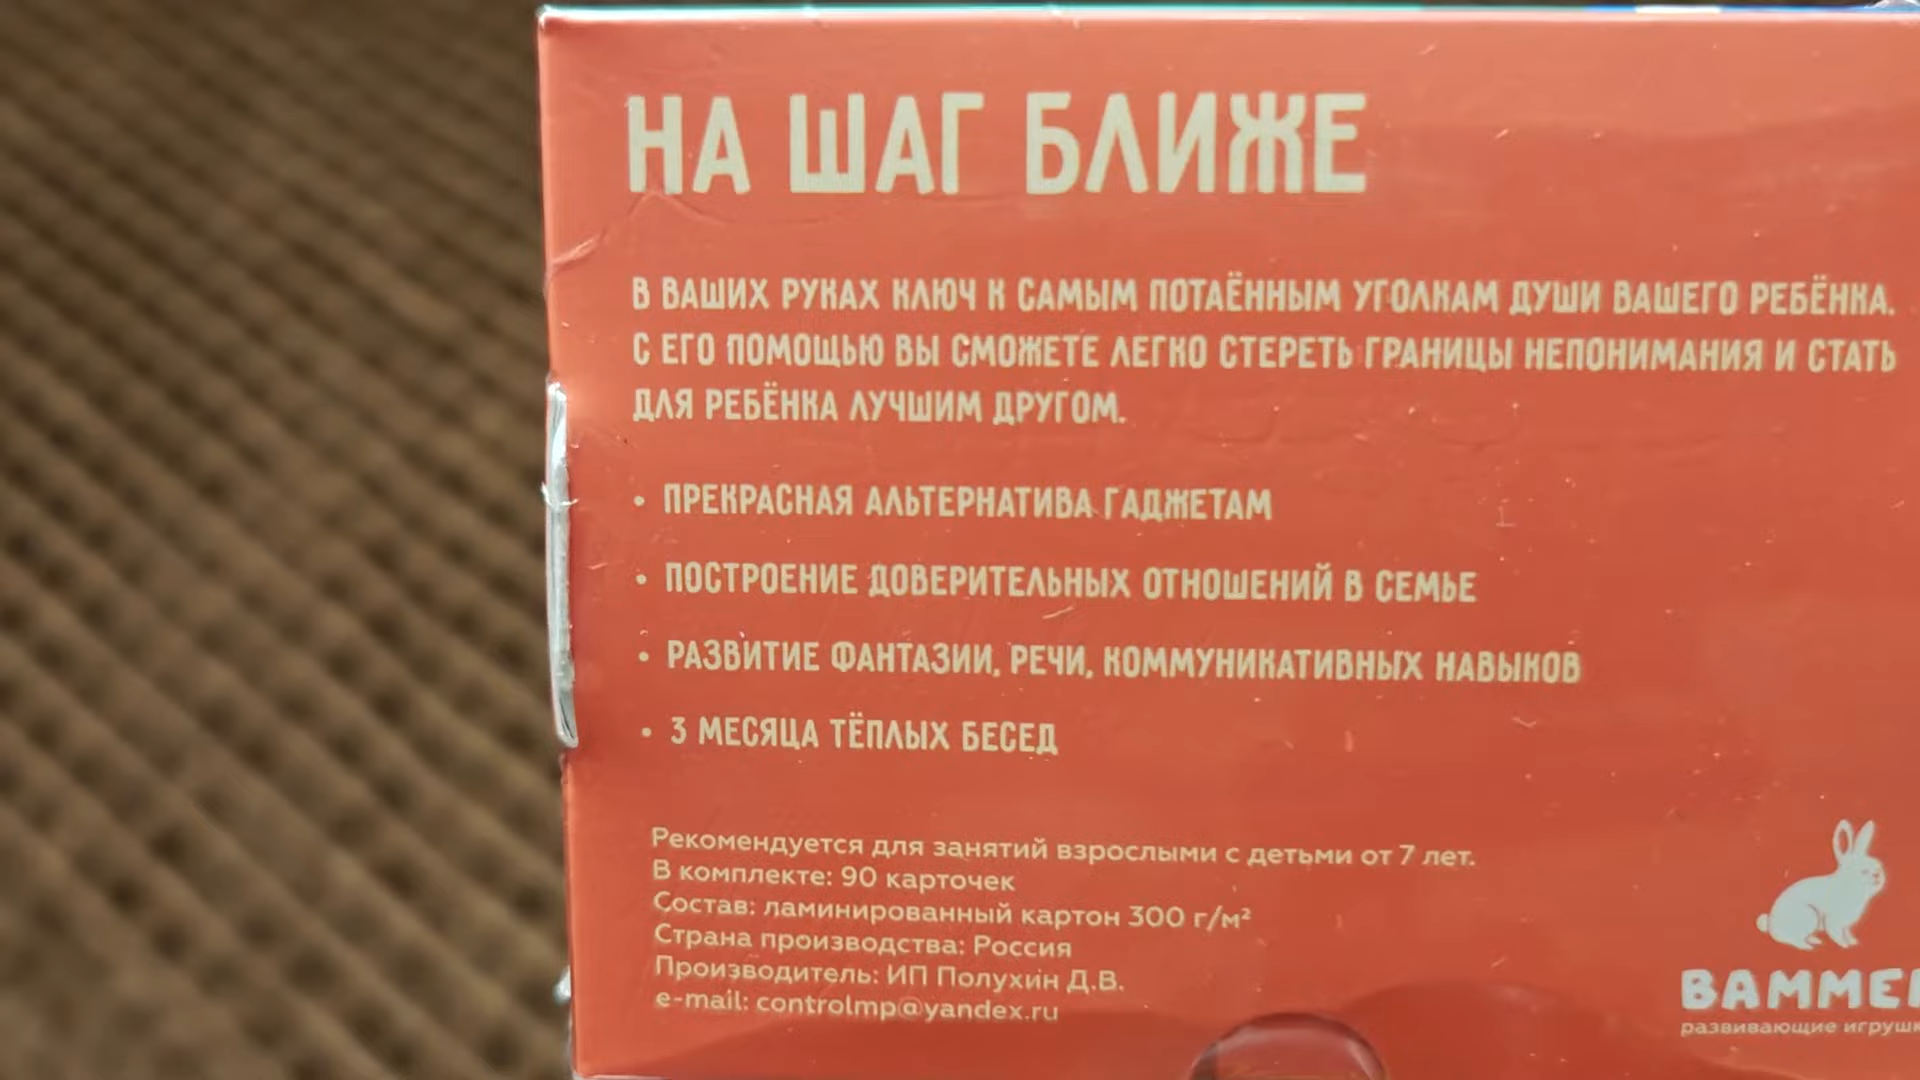 НА ШАГ БЛИЖЕ
В ВАШИХ РУКАХ КЛЮЧ К САМЫМ ПОТАЁННЫМ УГОЛКАМ ДУШИ ВАШЕГО РЕБЁНКА.
С ЕГО ПОМОЩЬЮ ВЫ СМОЖЕТЕ ЛЕГКО СТЕРЕТЬ ГРАНИЦЫ НЕПОНИМАНИЯ И СТАТЬ
ДЛЯ РЕБЁНКА ЛУЧШИМ ДРУГОМ.
• ПРЕКРАСНАЯ АЛЬТЕРНАТИВА ГАДЖЕТАМ
• ПОСТРОЕНИЕ ДОВЕРИТЕЛЬНЫХ ОТНОШЕНИЙ В СЕМЬЕ
• РАЗВИТИЕ ФАНТАЗИИ, РЕЧИ, КОММУНИКАТИВНЫХ НАВЫКОВ
• 3 МЕСЯЦА ТЁПЛЫХ БЕСЕД
Рекомендуется для занятий взрослыми с детьми от 7 лет.
В комплекте: 90 карточек
Состав: ламинированный картон 300 г/м²
Страна производства: Россия
Производитель: ИП Полухин Д.В.
e-mail: controlmp@yandex.ru
развивающие